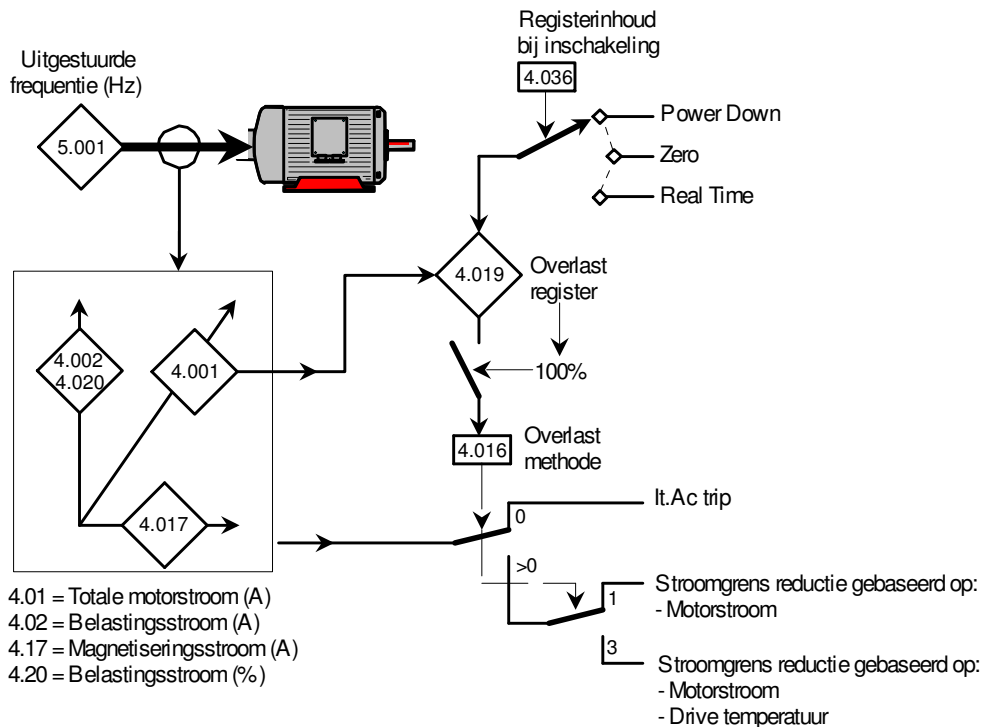 Registerinhoud
bij inschakeling
4.036
Uitgestuurde
frequentie (Hz)
5.001
Power Down
Zero
Real Time
4.019
Overlast
register
100%
4.002
4.020
4.001
4.016
Overlast
methode
4.017
It.Ac trip
0
>0
1
Stroomgrens reductie gebaseerd op:
- Motorstroom
3
Stroomgrens reductie gebaseerd op:
- Motorstroom
- Drive temperatuur
4.01 = Totale motorstroom (A)
4.02 = Belastingsstroom (A)
4.17 = Magnetiseringsstroom (A)
4.20 = Belastingsstroom (%)